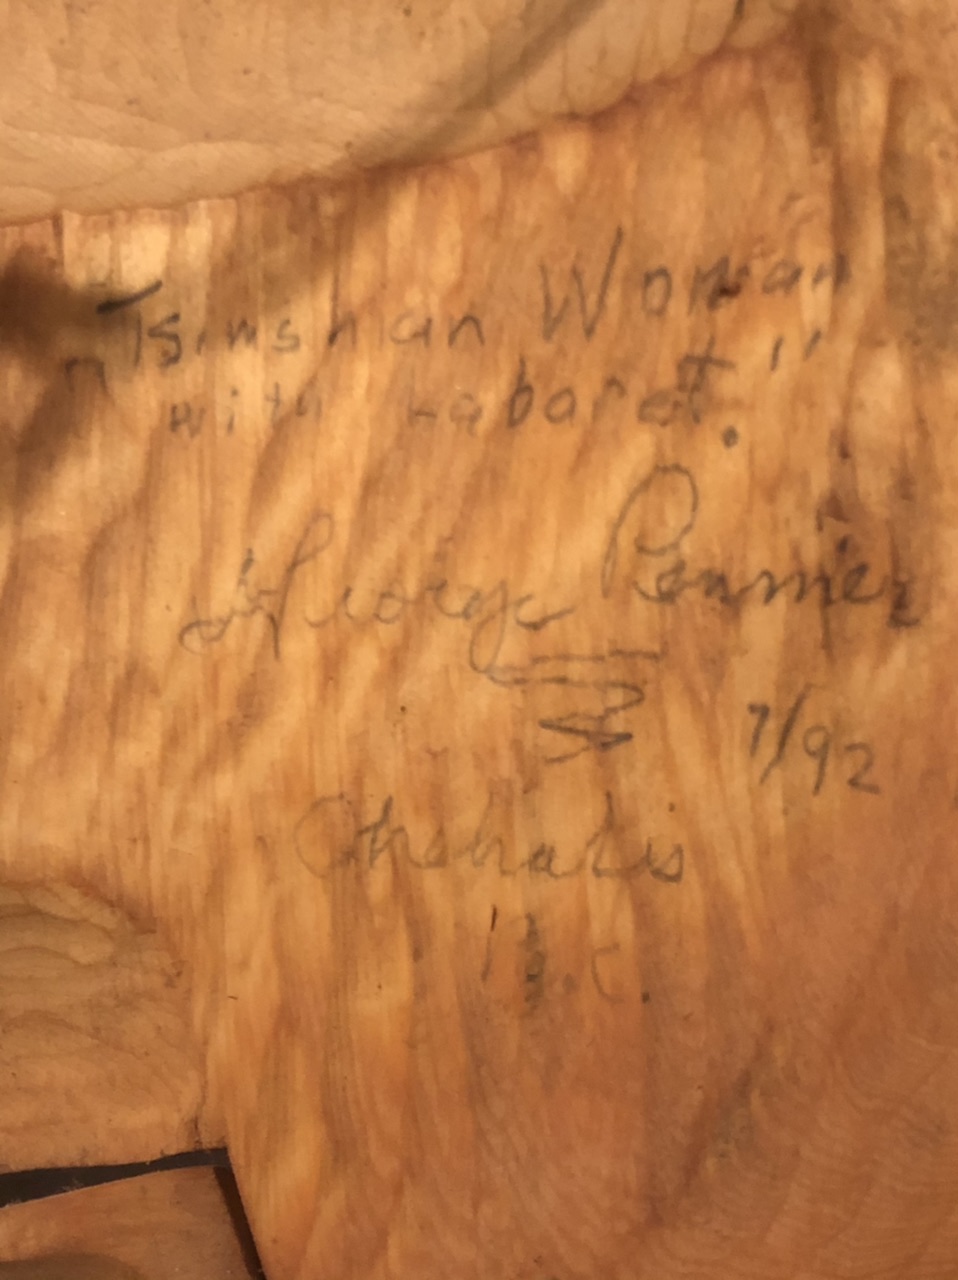 "Tsimshian Woman
with Labaret."
George Pennier
7/92
Chehalis
B.C.